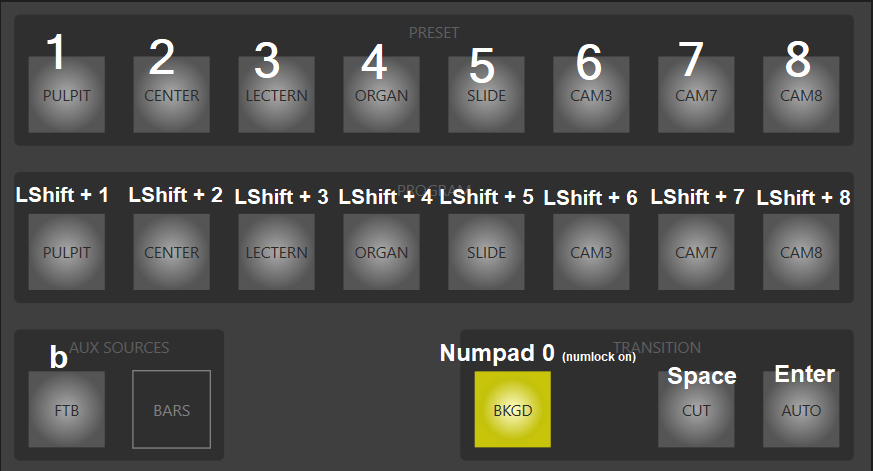 PRESET
1 2 3 4 5 6 7 8
PULPIT CENTER LECTERN ORGAN SLIDE CAM3 CAM7 CAM8
PROGRAM
LShift + 1 LShift + 2 LShift + 3 LShift + 4 LShift + 5 LShift + 6 LShift + 7 LShift + 8
PULPIT CENTER LECTERN ORGAN SLIDE CAM3 CAM7 CAM8
b AUX SOURCES
FTB BARS
TRANSITION
Numpad 0 (numlock on)
Space Enter
BKGD CUT AUTO